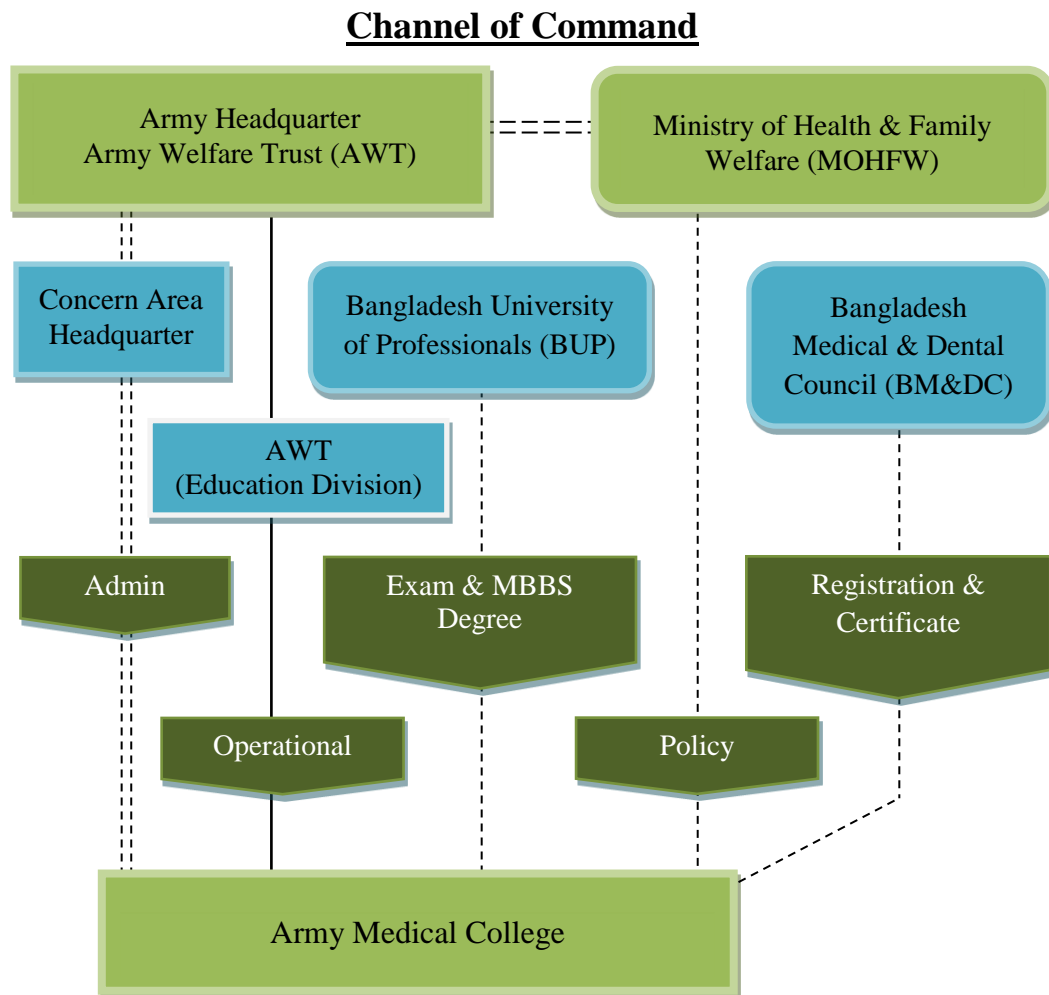 Channel of Command
Army Headquarter
Army Welfare Trust (AWT)
Ministry of Health & Family
Welfare (MOHFW)
Concern Area
Headquarter
Bangladesh University
of Professionals (BUP)
Bangladesh
Medical & Dental
Council (BM&DC)
AWT
(Education Division)
Admin
Exam & MBBS
Degree
Registration &
Certificate
Operational
Policy
Army Medical College